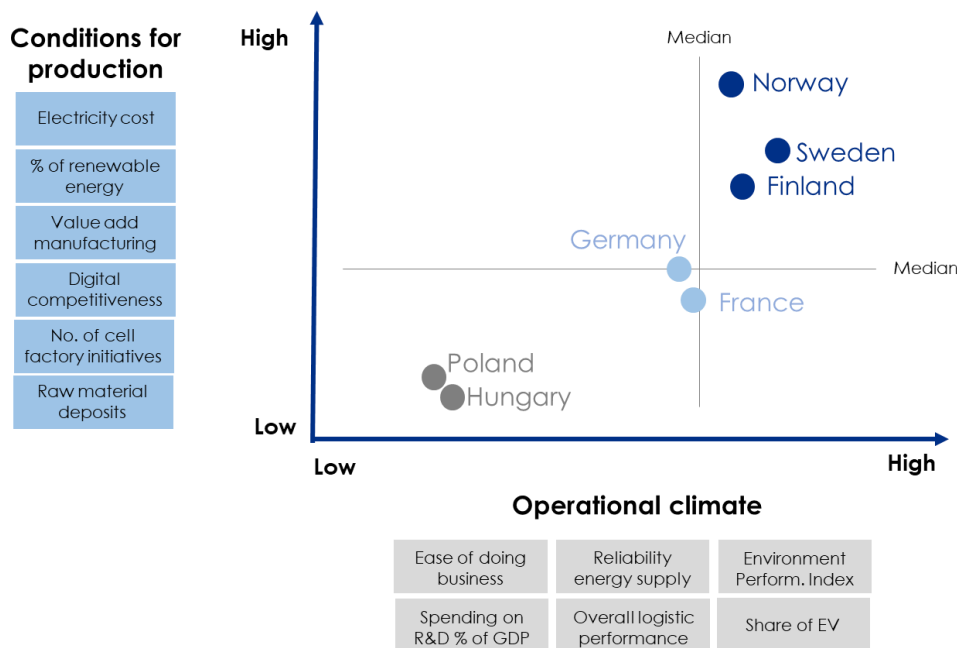 Conditions for
production
Electricity cost
% of renewable
energy
Value add
manufacturing
Digital
competitiveness
No. of cell
factory initiatives
Raw material
deposits
High
Median
Norway
Sweden
Finland
Germany
Median
France
Poland
Hungary
Low
Low
High
Operational climate
Ease of doing
business
Reliability
energy supply
Environment
Perform. Index
Spending on
R&D % of GDP
Overall logistic
performance
Share of EV